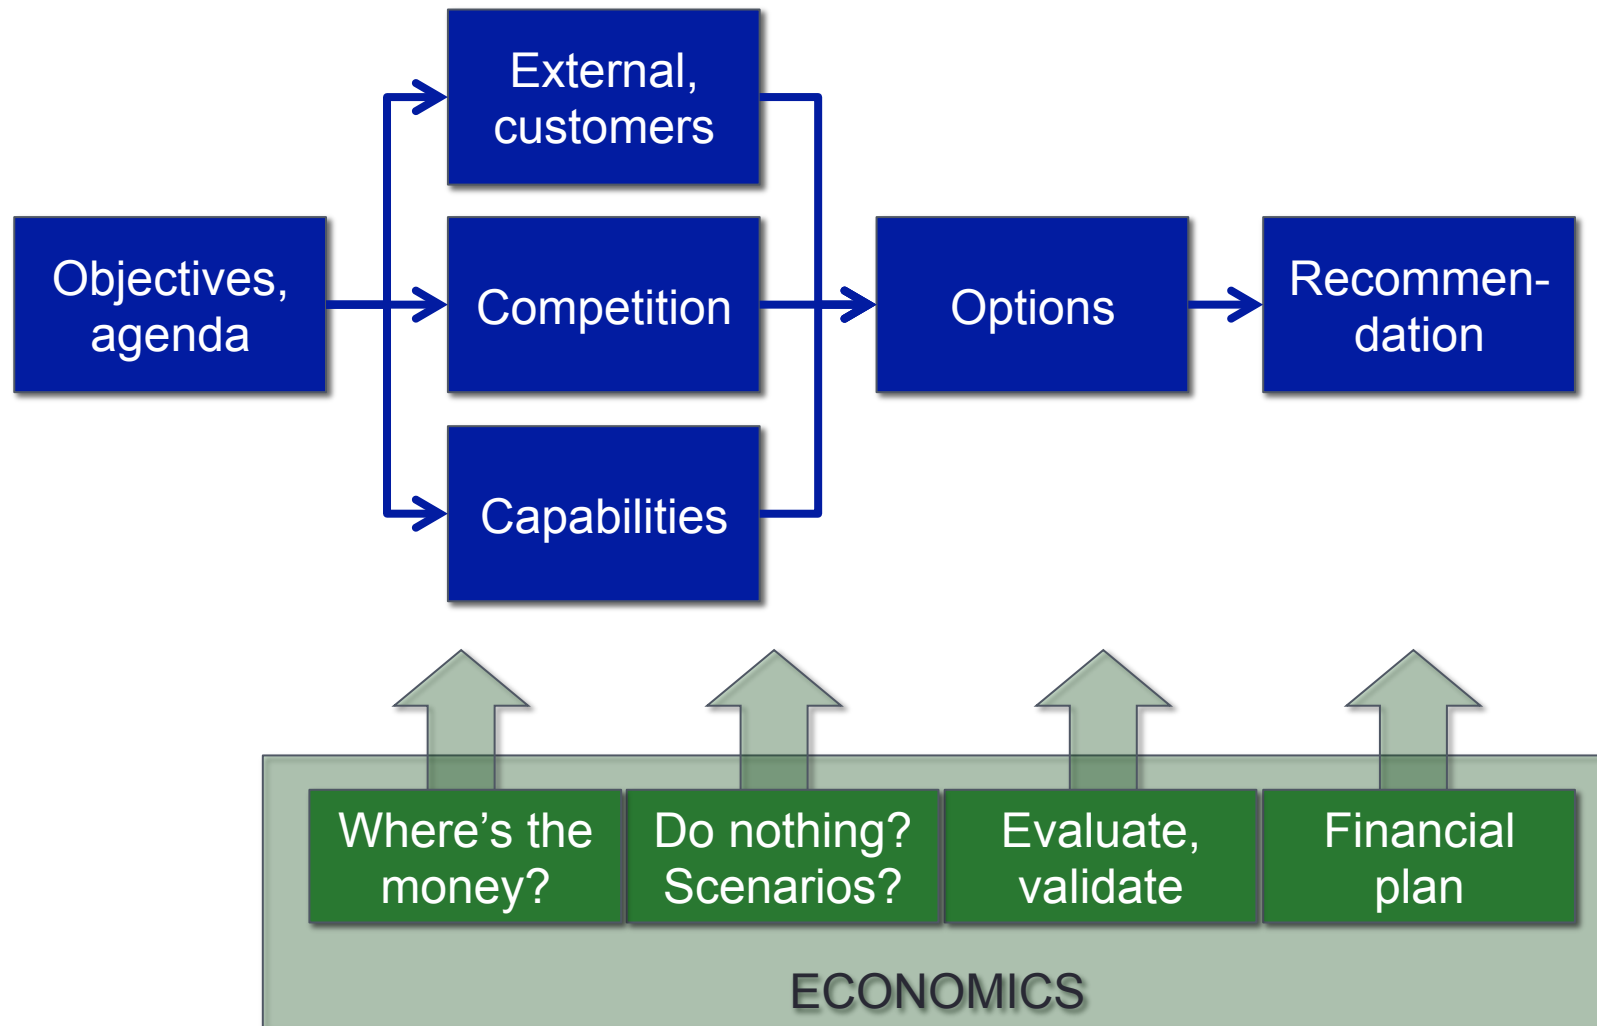 External,
customers
Objectives,
agenda
Competition
Options
Recommen-
dation
Capabilities
Where’s the
money?
Do nothing?
Scenarios?
Evaluate,
validate
Financial
plan
ECONOMICS